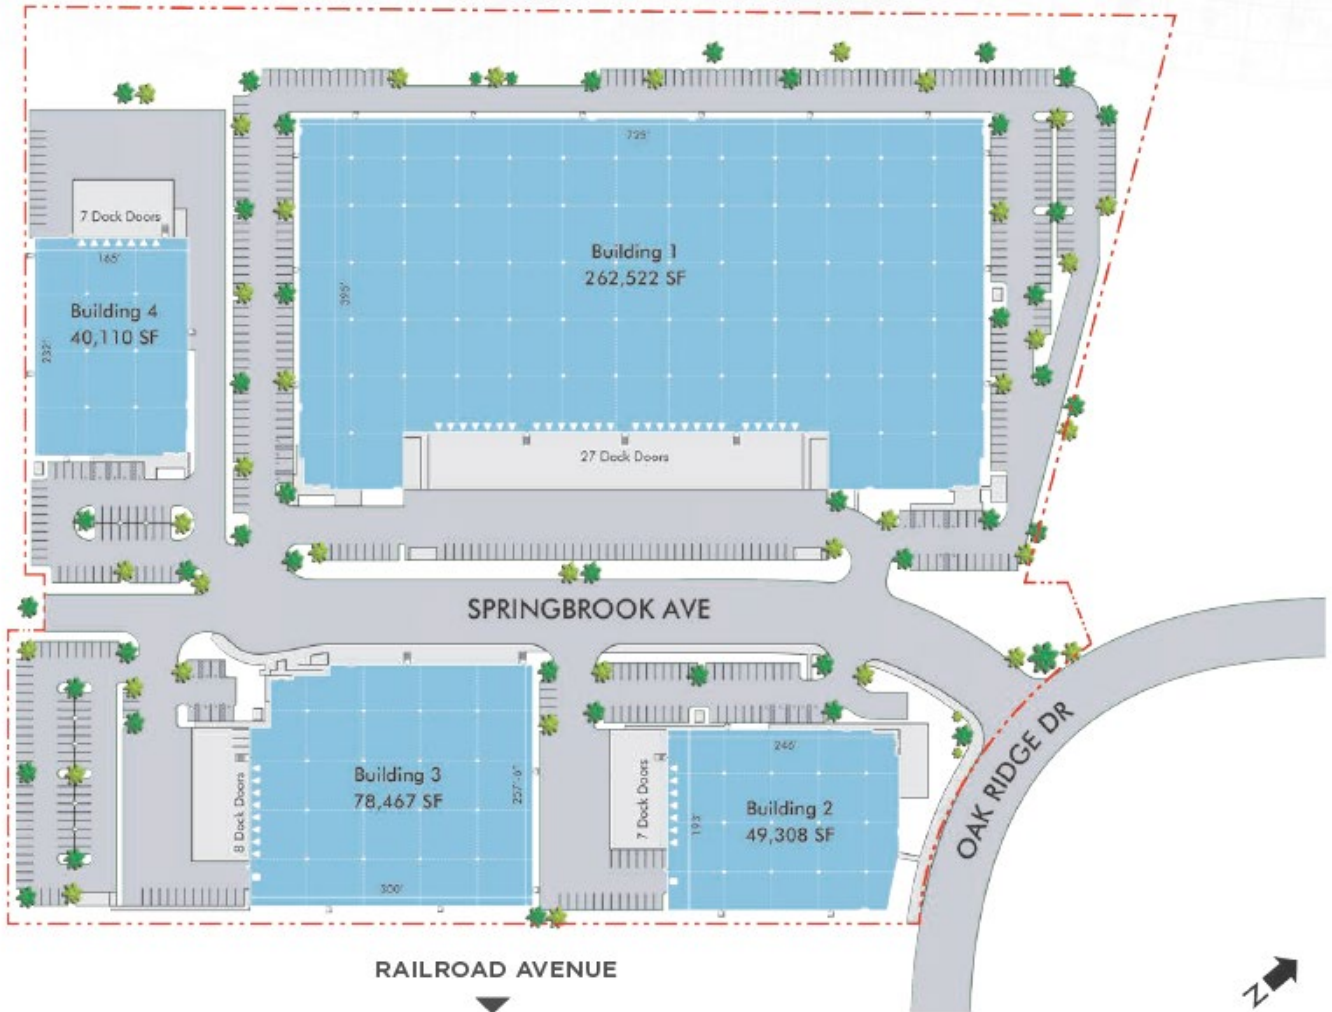 725'
7 Dock Doors
165'
Building 1
262,522 SF
395'
Building 4
40,110 SF
232'
27 Dock Doors
SPRINGBROOK AVE
OAK RIDGE DR
246'
Building 3
78,467 SF
257'-6"
8 Dock Doors
7 Dock Doors
193'
Building 2
49,308 SF
300'
RAILROAD AVENUE
N